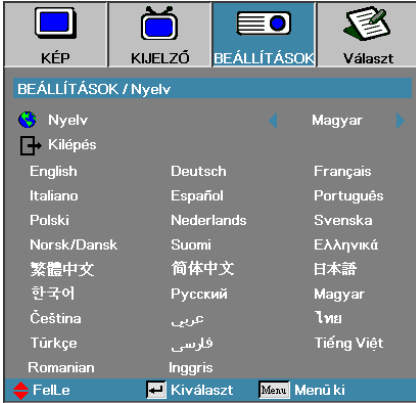 KÉP KIJELZŐ BEÁLLÍTÁSOK Választ
BEÁLLÍTÁSOK / Nyelv
Nyelv Magyar
Kilépés
English Deutsch Français
Italiano Español Português
Polski Nederlands Svenska
Norsk/Dansk Suomi Ελληνικά
繁體中文 简体中文 日本語
한국어 Русский Magyar
Čeština عربي ไทย
Türkçe فارسی Tiếng Việt
Romanian Inggris
FelLe Kiválaszt Menu Menü ki